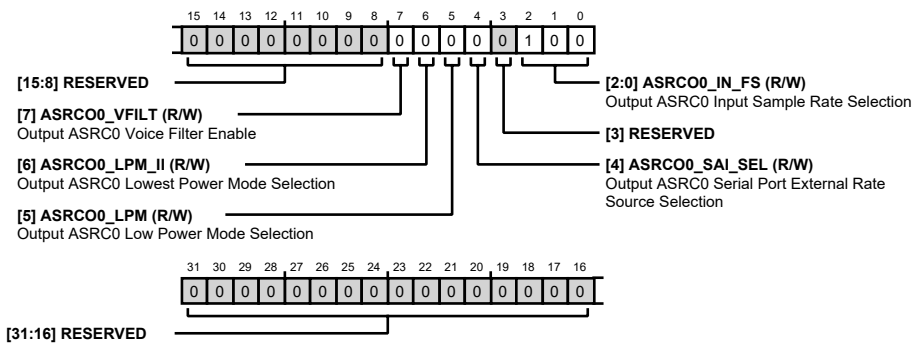 15 14 13 12 11 10 9 8 7 6 5 4 3 2 1 0
0 0 0 0 0 0 0 0 0 0 0 0 0 1 0 0
[15:8] RESERVED
[7] ASRCO0_VFILT (R/W)
Output ASRC0 Voice Filter Enable
[6] ASRCO0_LPM_II (R/W)
Output ASRC0 Lowest Power Mode Selection
[5] ASRCO0_LPM (R/W)
Output ASRC0 Low Power Mode Selection
[2:0] ASRCO0_IN_FS (R/W)
Output ASRC0 Input Sample Rate Selection
[3] RESERVED
[4] ASRCO0_SAI_SEL (R/W)
Output ASRC0 Serial Port External Rate
Source Selection
31 30 29 28 27 26 25 24 23 22 21 20 19 18 17 16
0 0 0 0 0 0 0 0 0 0 0 0 0 0 0 0
[31:16] RESERVED